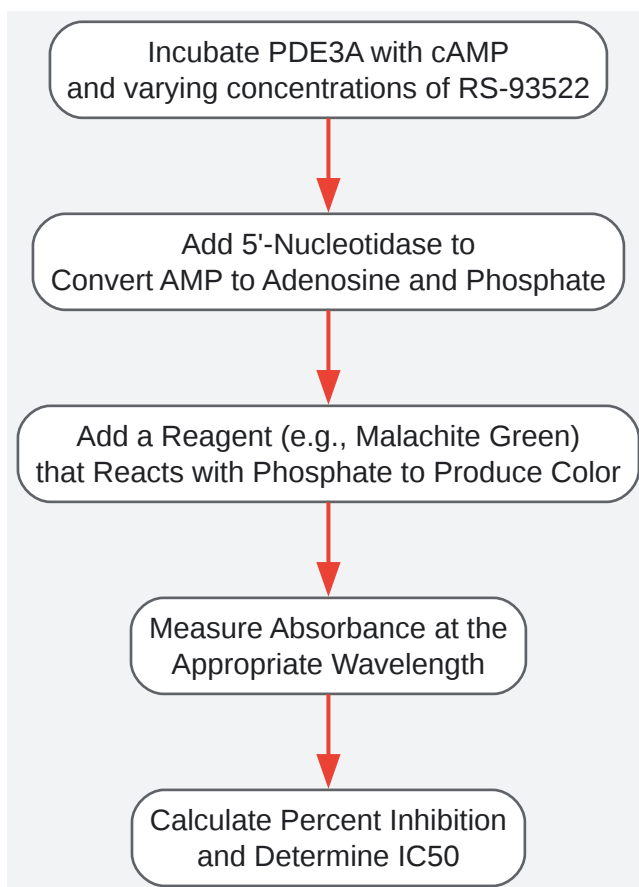 Incubate PDE3A with cAMP
and varying concentrations of RS-93522
Add 5'-Nucleotidase to
Convert AMP to Adenosine and Phosphate
Add a Reagent (e.g., Malachite Green)
that Reacts with Phosphate to Produce Color
Measure Absorbance at the
Appropriate Wavelength
Calculate Percent Inhibition
and Determine IC50